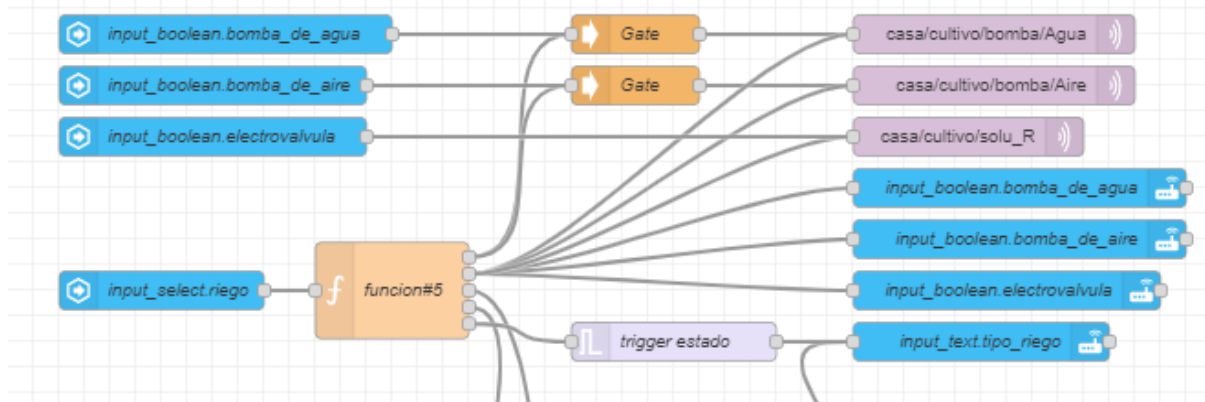 input_boolean.bomba_de_agua
Gate
casa/cultivo/bomba/Agua
input_boolean.bomba_de_aire
Gate
casa/cultivo/bomba/Aire
input_boolean.electrovalvula
casa/cultivo/solu_R
input_boolean.bomba_de_agua
input_boolean.bomba_de_aire
input_select.riego
funcion#5
input_boolean.electrovalvula
trigger estado
input_text.tipo_riego